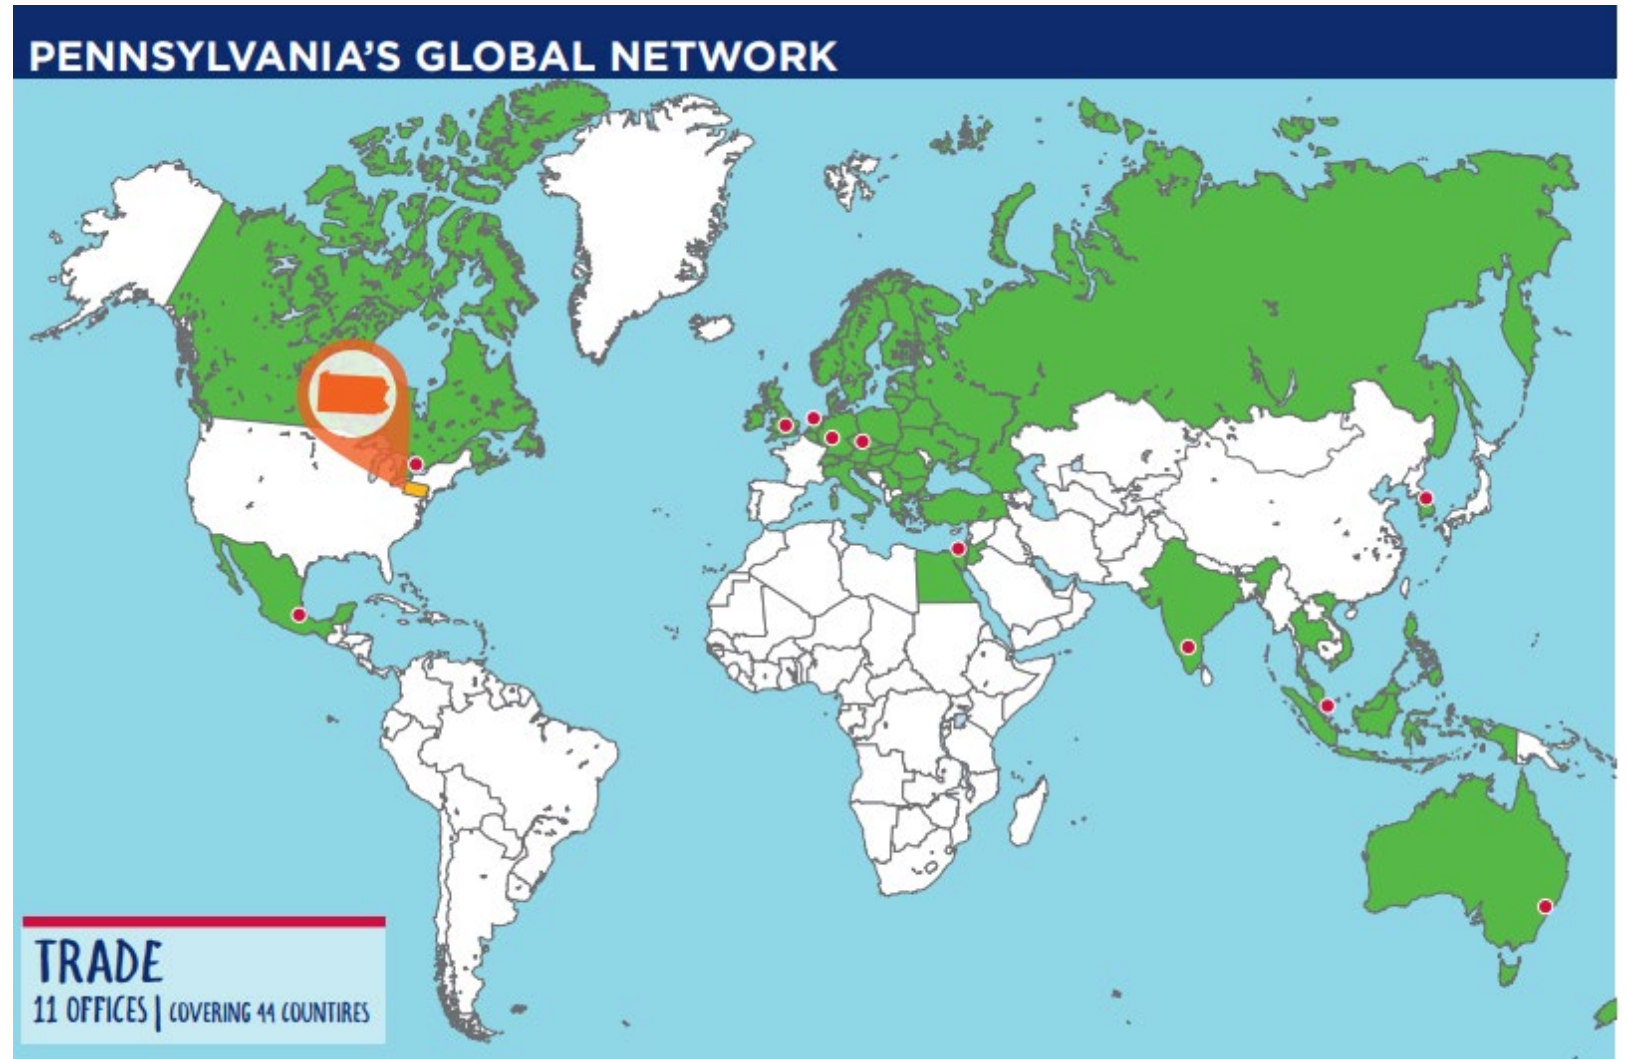 PENNSYLVANIA'S GLOBAL NETWORK
TRADE
11 OFFICES | COVERING 44 COUNTIRES